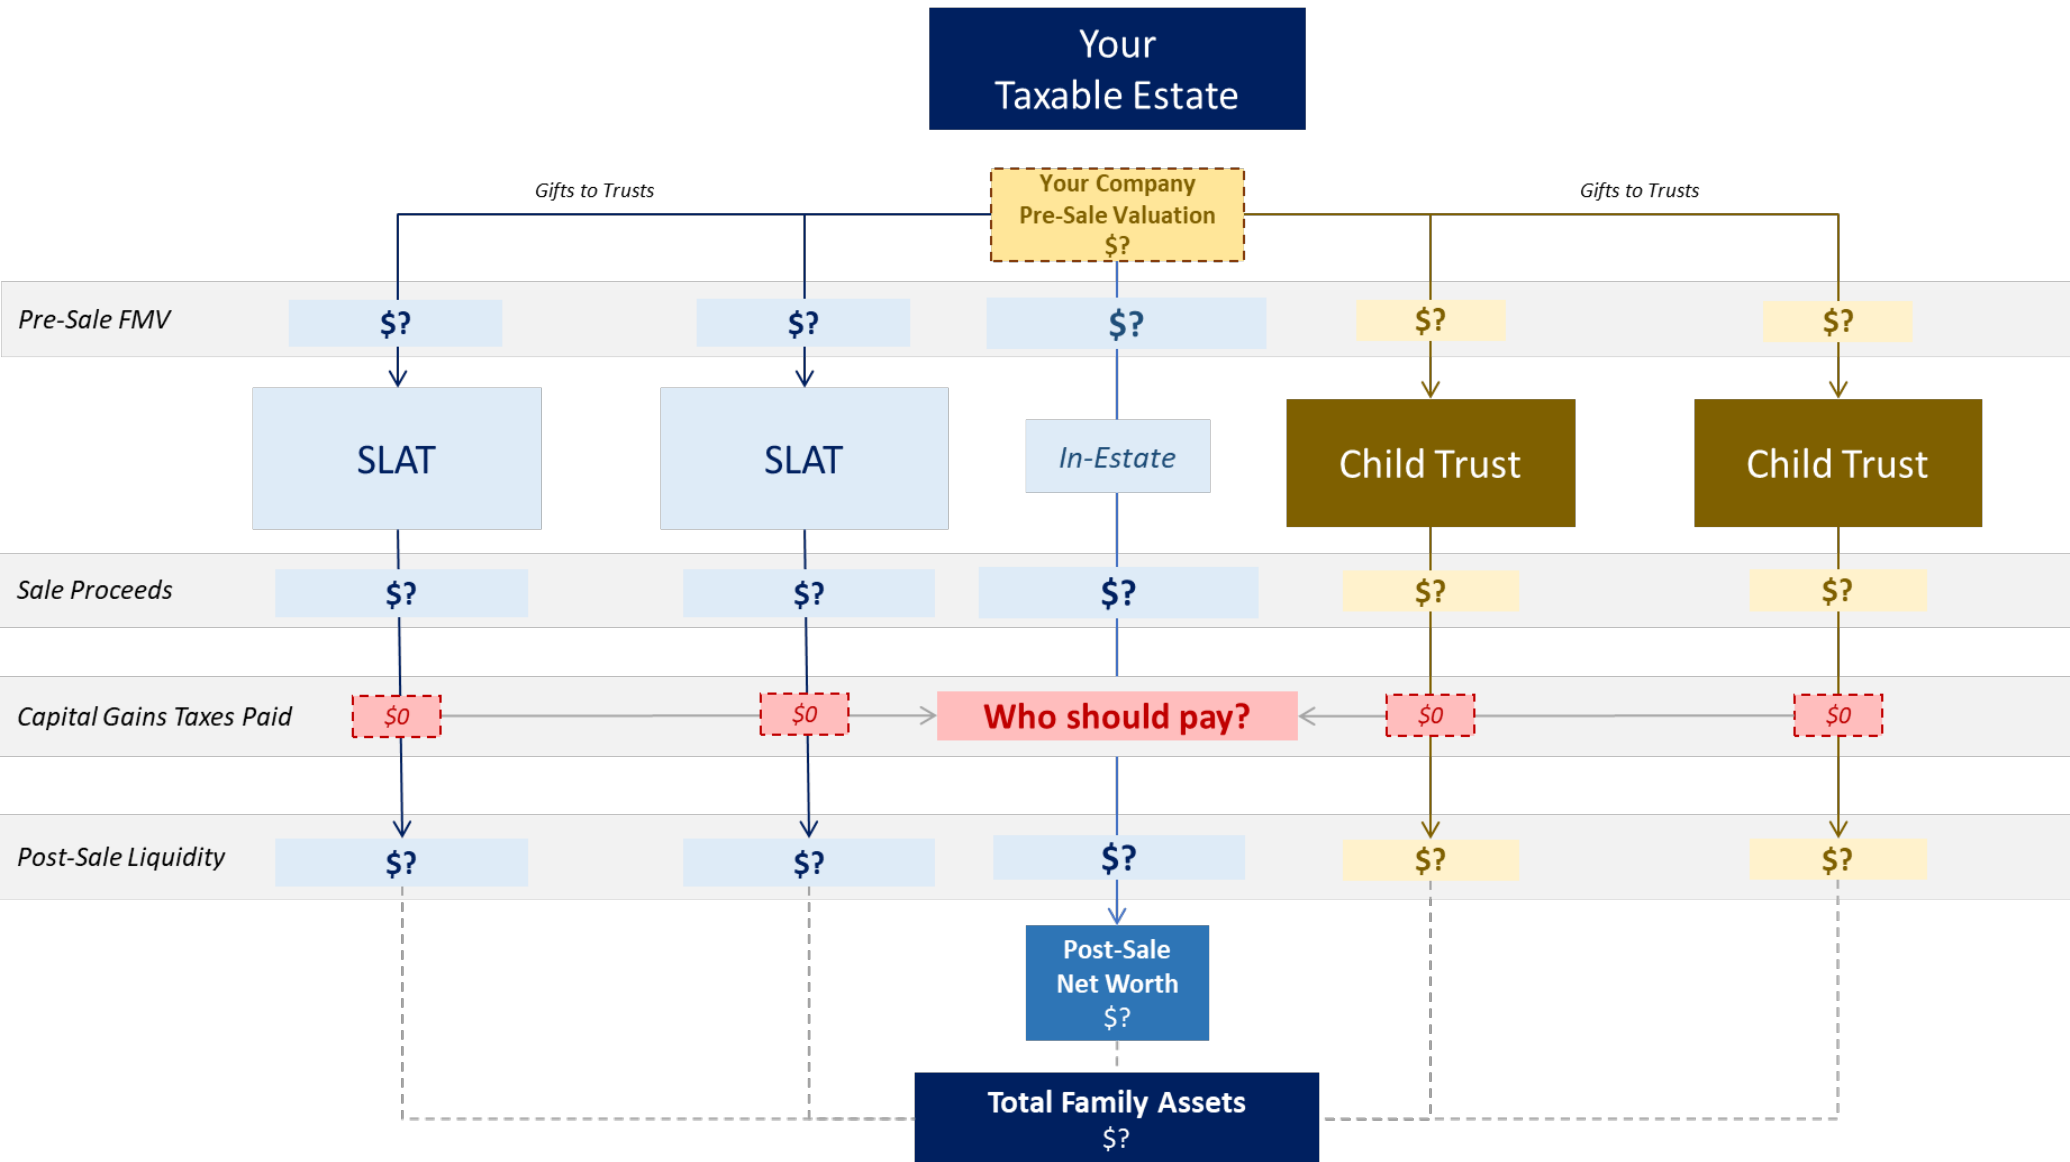 Your
Taxable Estate
Gifts to Trusts
Your Company
Pre-Sale Valuation
$?
Gifts to Trusts
Pre-Sale FMV
$?
$?
$?
$?
$?
SLAT
SLAT
In-Estate
Child Trust
Child Trust
Sale Proceeds
$?
$?
$?
$?
$?
Capital Gains Taxes Paid
$0
$0
Who should pay?
$0
$0
Post-Sale Liquidity
$?
$?
$?
$?
$?
Post-Sale
Net Worth
$?
Total Family Assets
$?